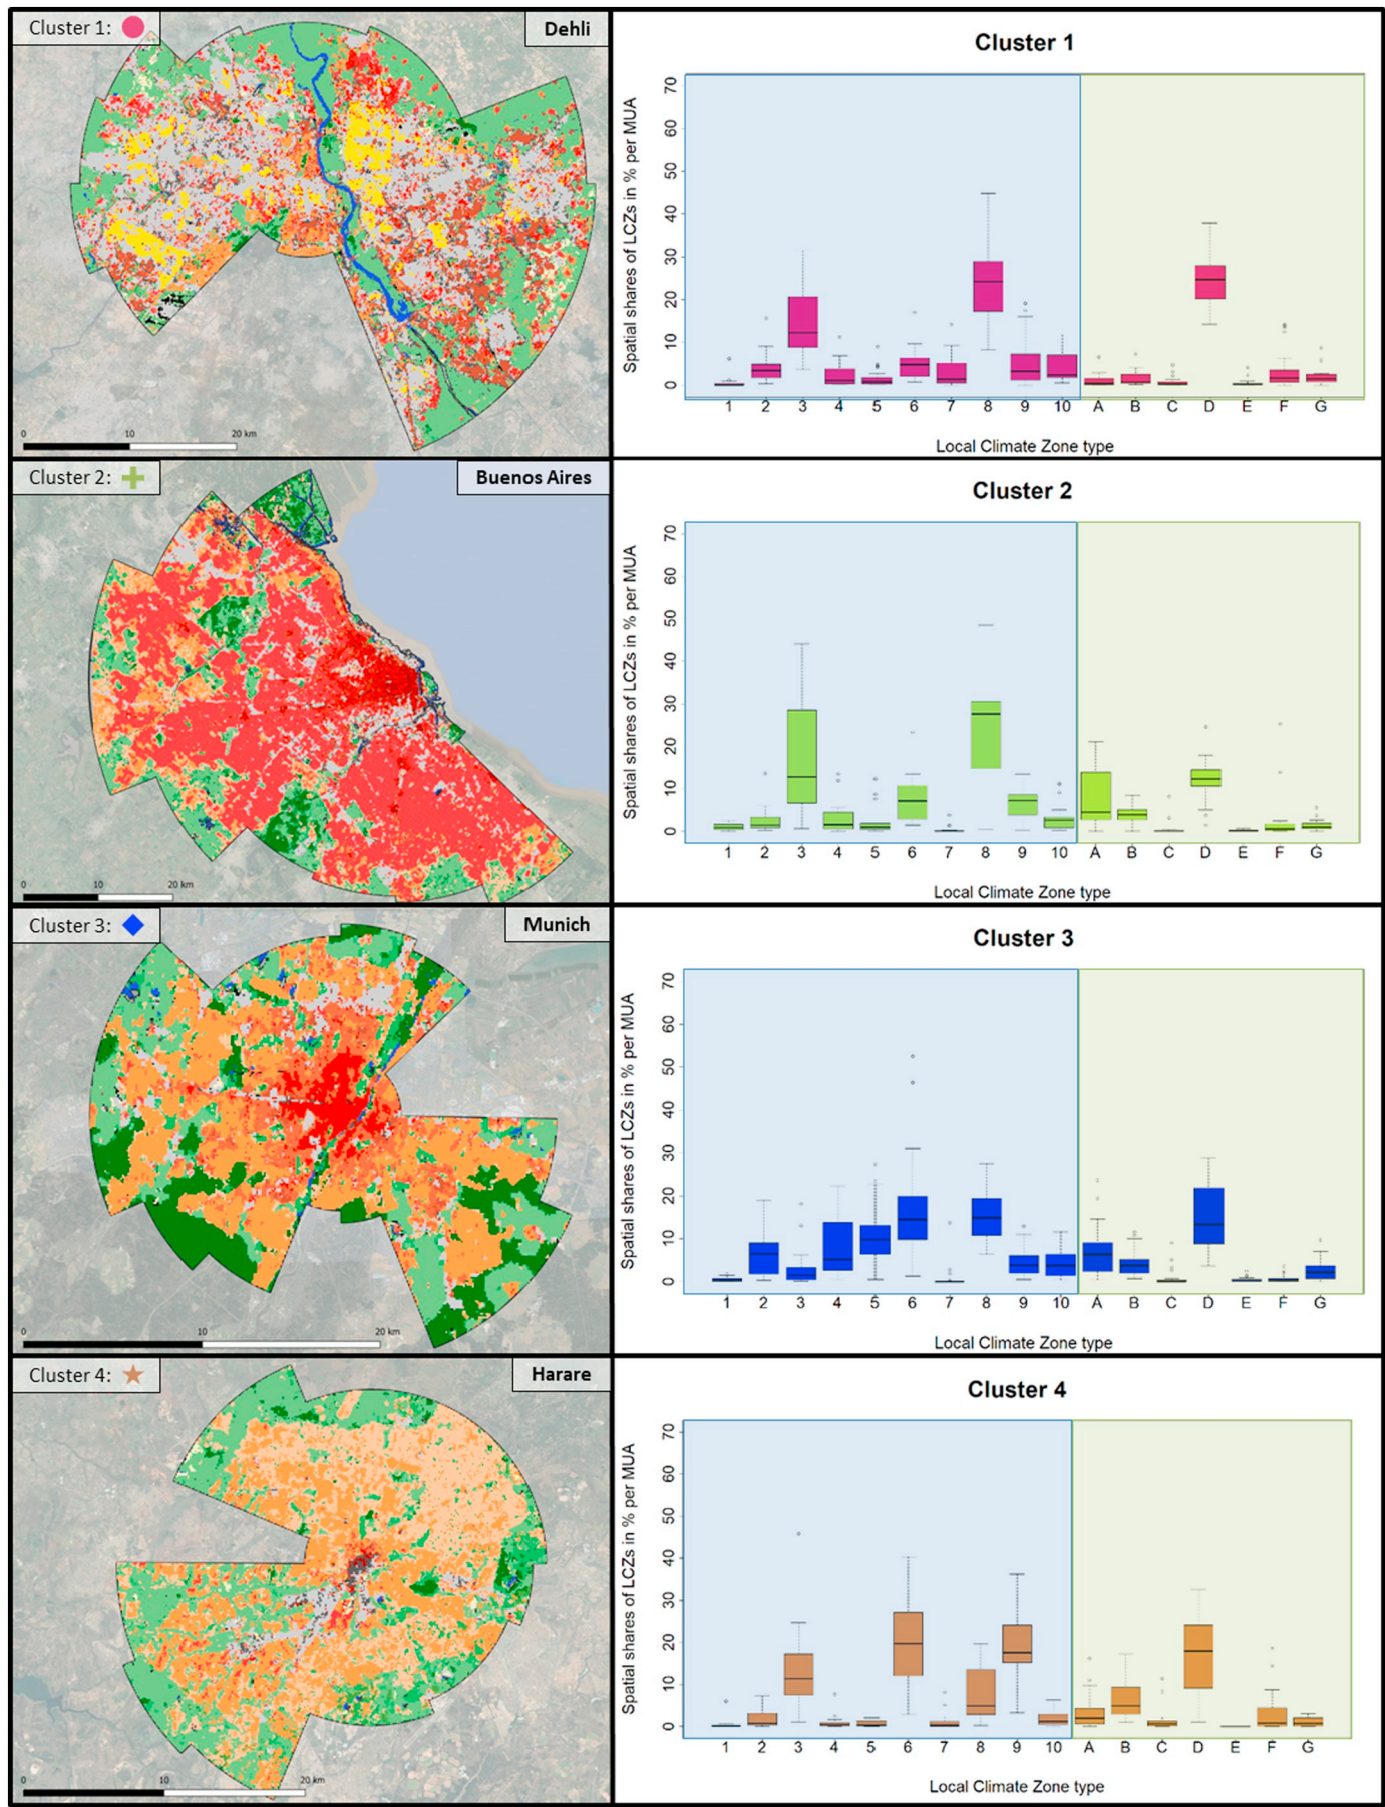 Cluster 1:
Dehli
0 10 20 km
Cluster 1
Spatial shares of LCZs in % per MUA
70
60
50
40
30
20
10
0
1 2 3 4 5 6 7 8 9 10 A B C D E F G
Local Climate Zone type
Cluster 2:
Buenos Aires
0 10 20 km
Cluster 2
Spatial shares of LCZs in % per MUA
70
60
50
40
30
20
10
0
1 2 3 4 5 6 7 8 9 10 A B C D E F G
Local Climate Zone type
Cluster 3:
Munich
0 10 20 km
Cluster 3
Spatial shares of LCZs in % per MUA
70
60
50
40
30
20
10
0
1 2 3 4 5 6 7 8 9 10 A B C D E F G
Local Climate Zone type
Cluster 4:
Harare
0 10 20 km
Cluster 4
Spatial shares of LCZs in % per MUA
70
60
50
40
30
20
10
0
1 2 3 4 5 6 7 8 9 10 A B C D E F G
Local Climate Zone type